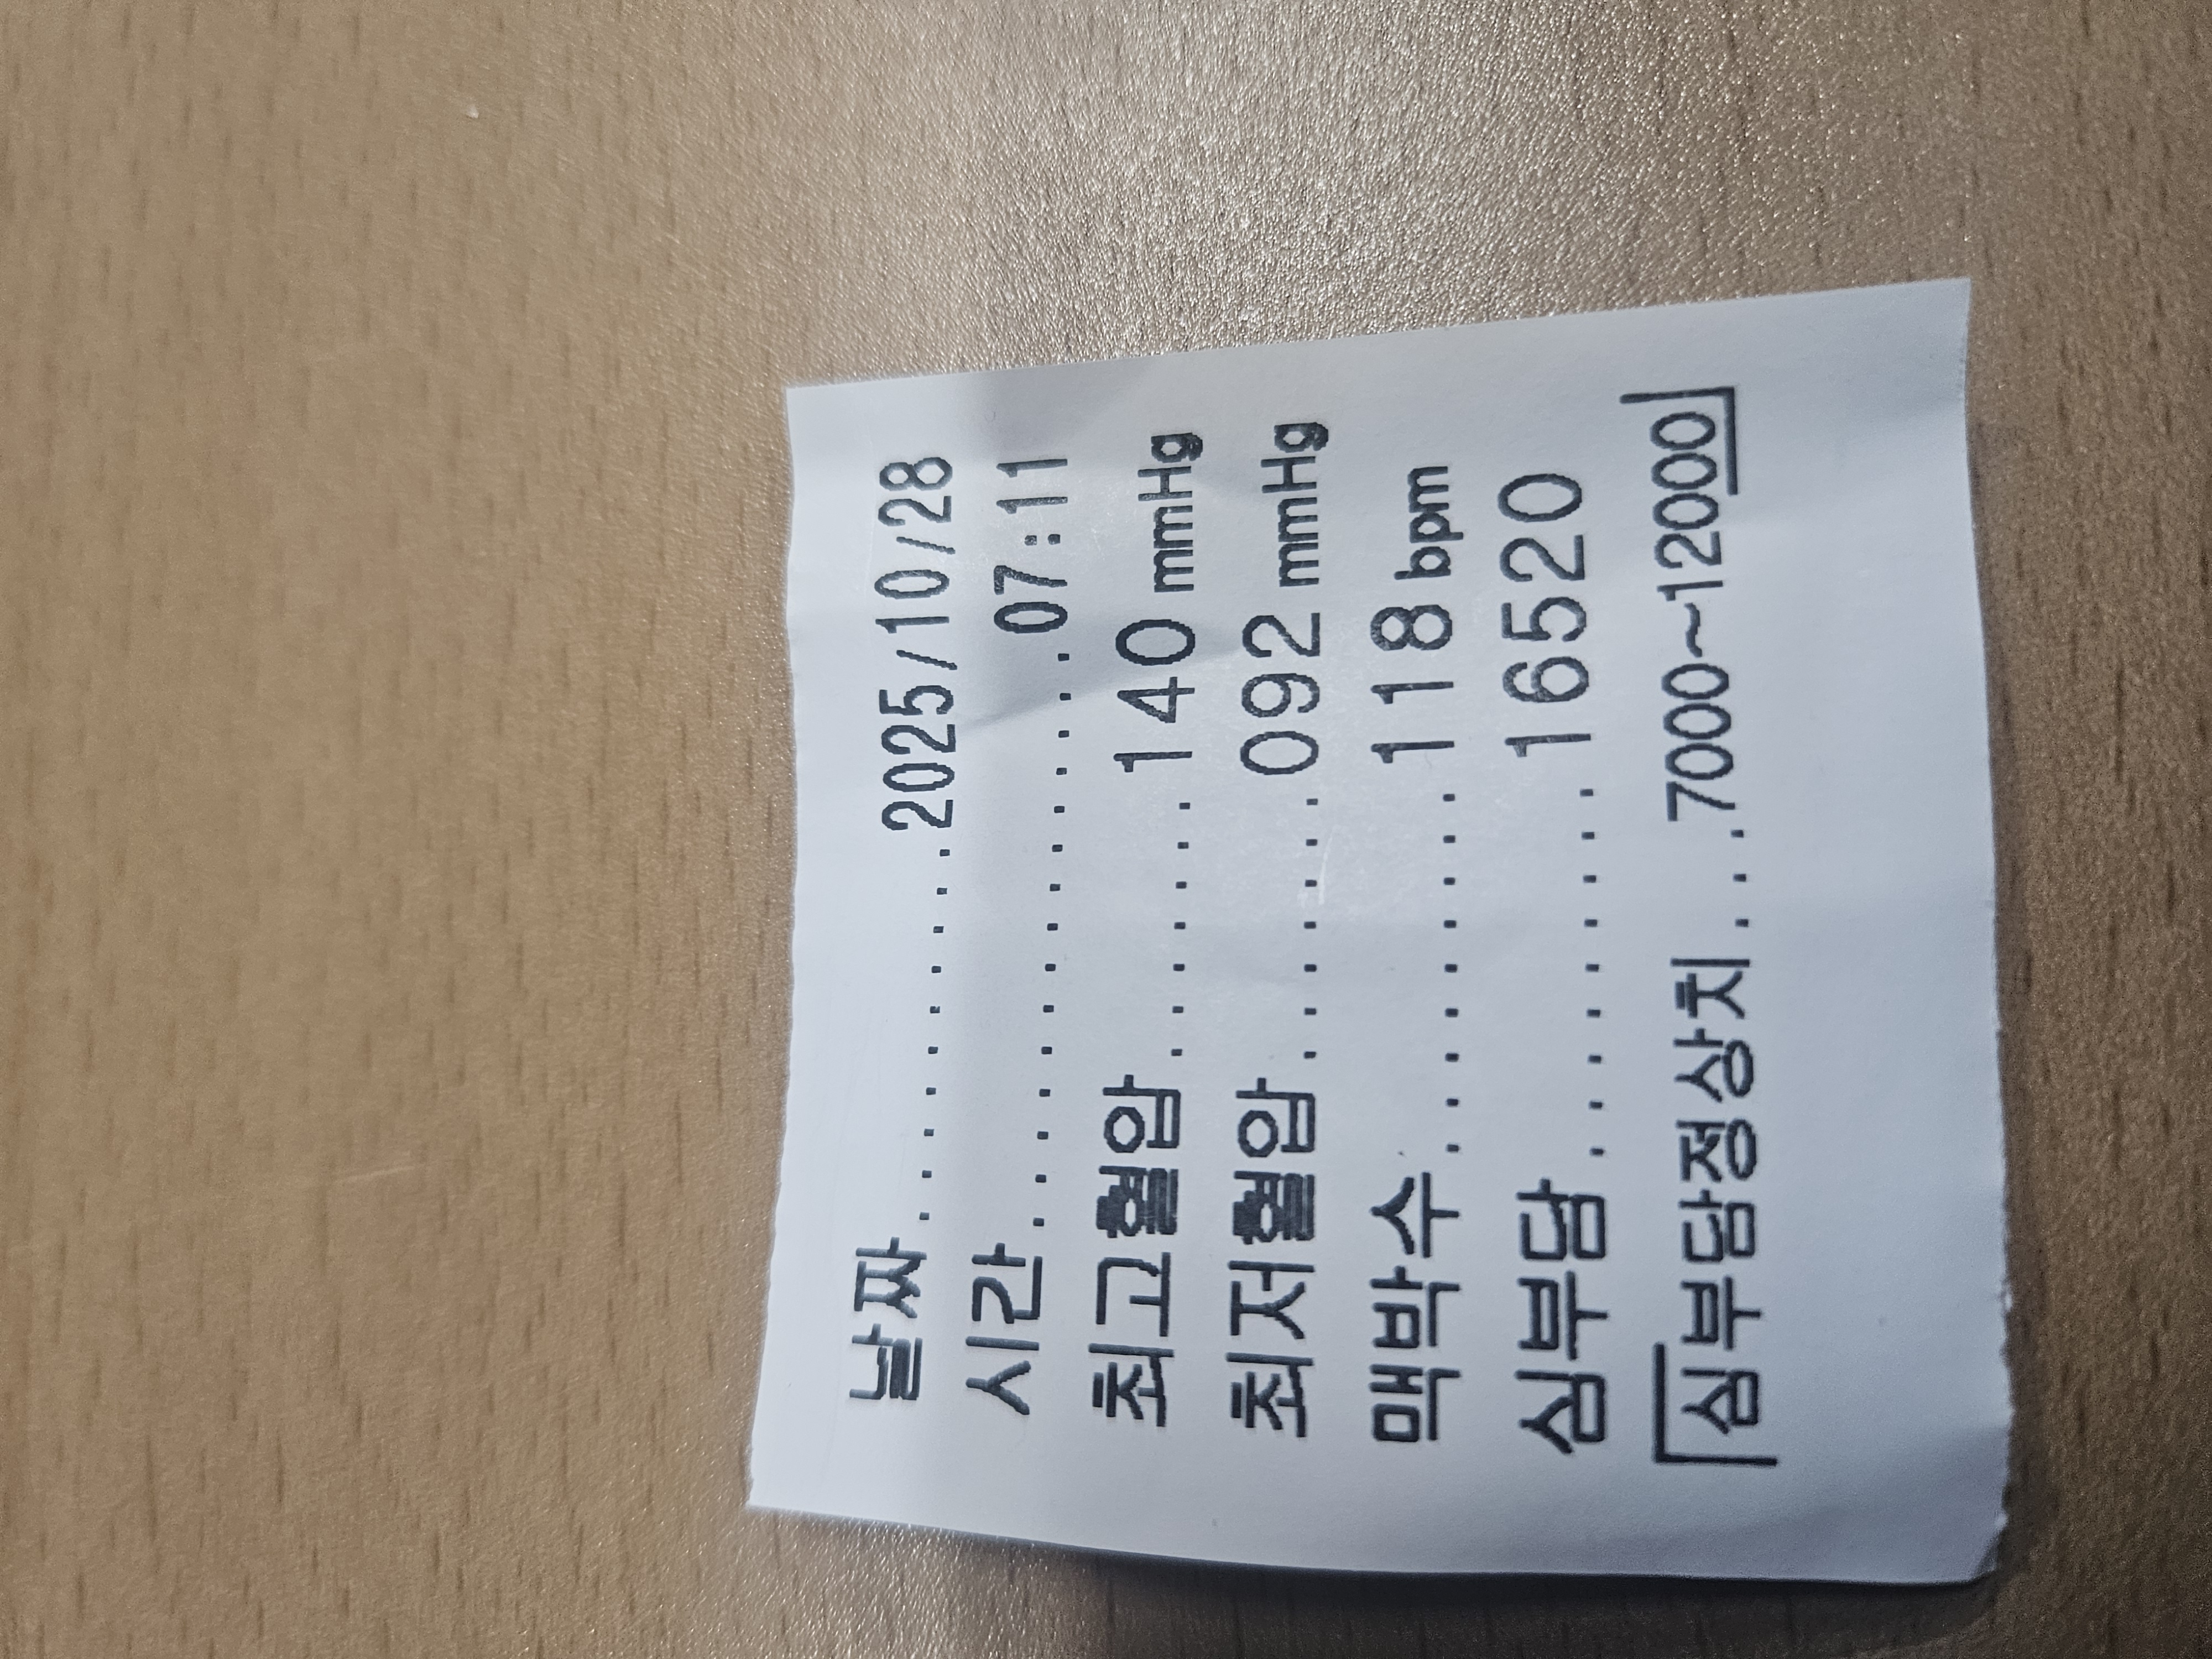 날짜..............2025/10/28
시간..................07:11
최고혈압.......140 mmHg
최저혈압.......092 mmHg
맥박수.........118 bpm
심부담.........16520
「심부담정상치...7000~12000」